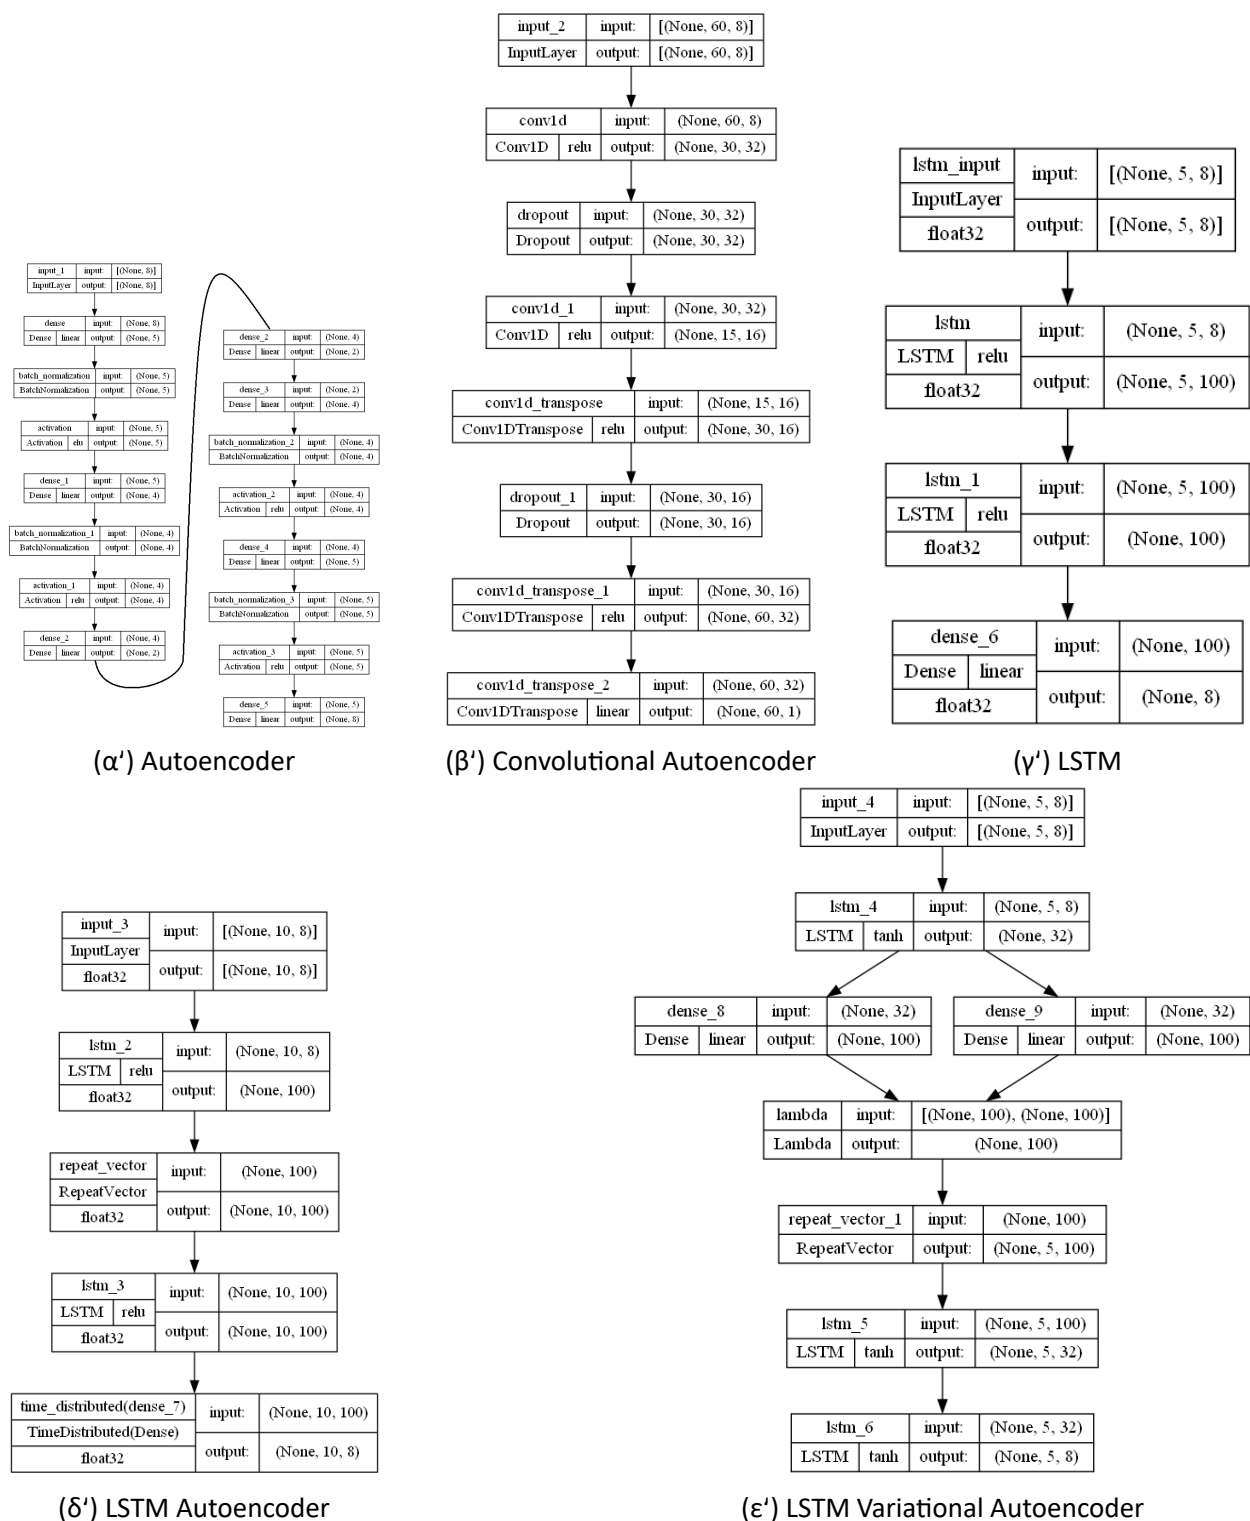 input_1 input: [(None, 8)]
InputLayer output: [(None, 8)]
dense input: (None, 8)
Dense linear output: (None, 5)
batch_normalization input: (None, 5)
BatchNormalization output: (None, 5)
activation input: (None, 5)
Activation elu output: (None, 5)
dense_1 input: (None, 5)
Dense linear output: (None, 4)
batch_normalization_1 input: (None, 4)
BatchNormalization output: (None, 4)
activation_1 input: (None, 4)
Activation relu output: (None, 4)
dense_2 input: (None, 4)
Dense linear output: (None, 2)
dense_2 input: (None, 4)
Dense linear output: (None, 2)
dense_3 input: (None, 2)
Dense linear output: (None, 4)
batch_normalization_2 input: (None, 4)
BatchNormalization output: (None, 4)
activation_2 input: (None, 4)
Activation relu output: (None, 4)
dense_4 input: (None, 4)
Dense linear output: (None, 5)
batch_normalization_3 input: (None, 5)
BatchNormalization output: (None, 5)
activation_3 input: (None, 5)
Activation relu output: (None, 5)
dense_5 input: (None, 5)
Dense linear output: (None, 8)
(α') Autoencoder
input_2 input: [(None, 60, 8)]
InputLayer output: [(None, 60, 8)]
conv1d input: (None, 60, 8)
Conv1D relu output: (None, 30, 32)
dropout input: (None, 30, 32)
Dropout output: (None, 30, 32)
conv1d_1 input: (None, 30, 32)
Conv1D relu output: (None, 15, 16)
conv1d_transpose input: (None, 15, 16)
Conv1DTranspose relu output: (None, 30, 16)
dropout_1 input: (None, 30, 16)
Dropout output: (None, 30, 16)
conv1d_transpose_1 input: (None, 30, 16)
Conv1DTranspose relu output: (None, 60, 32)
conv1d_transpose_2 input: (None, 60, 32)
Conv1DTranspose linear output: (None, 60, 1)
(β') Convolutional Autoencoder
lstm_input input: [(None, 5, 8)]
InputLayer
float32 output: [(None, 5, 8)]
lstm input: (None, 5, 8)
LSTM relu
float32 output: (None, 5, 100)
lstm_1 input: (None, 5, 100)
LSTM relu
float32 output: (None, 100)
dense_6 input: (None, 100)
Dense linear
float32 output: (None, 8)
(γ') LSTM
input_3 input: [(None, 10, 8)]
InputLayer
float32 output: [(None, 10, 8)]
lstm_2 input: (None, 10, 8)
LSTM relu
float32 output: (None, 100)
repeat_vector input: (None, 100)
RepeatVector
float32 output: (None, 10, 100)
lstm_3 input: (None, 10, 100)
LSTM relu
float32 output: (None, 10, 100)
time_distributed(dense_7) input: (None, 10, 100)
TimeDistributed(Dense)
float32 output: (None, 10, 8)
(δ') LSTM Autoencoder
input_4 input: [(None, 5, 8)]
InputLayer output: [(None, 5, 8)]
lstm_4 input: (None, 5, 8)
LSTM tanh output: (None, 32)
dense_8 input: (None, 32)
Dense linear output: (None, 100)
dense_9 input: (None, 32)
Dense linear output: (None, 100)
lambda input: [(None, 100), (None, 100)]
Lambda output: (None, 100)
repeat_vector_1 input: (None, 100)
RepeatVector output: (None, 5, 100)
lstm_5 input: (None, 5, 100)
LSTM tanh output: (None, 5, 32)
lstm_6 input: (None, 5, 32)
LSTM tanh output: (None, 5, 8)
(ε') LSTM Variational Autoencoder